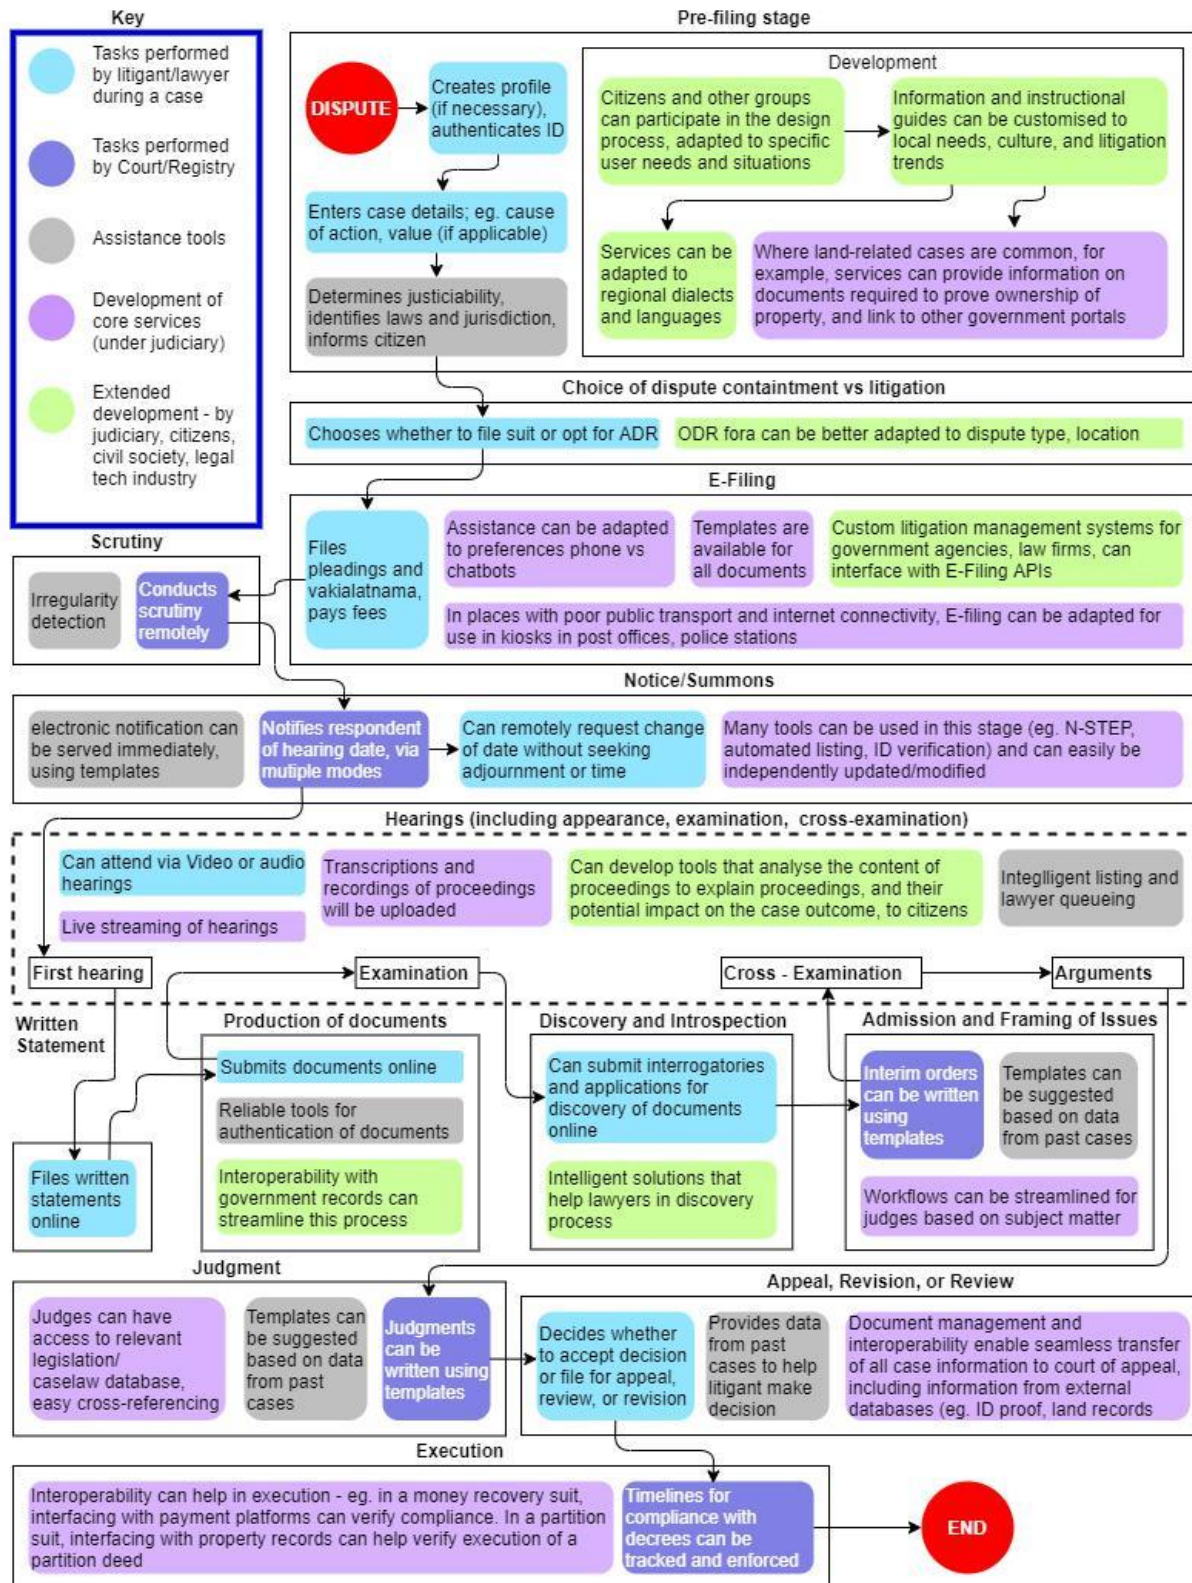 Key
Tasks performed
by litigant/lawyer
during a case
Tasks performed
by Court/Registry
Assistance tools
Development of
core services
(under judiciary)
Extended
development - by
judiciary, citizens,
civil society, legal
tech industry
Pre-filing stage
DISPUTE
Creates profile
(if necessary),
authenticates ID
Enters case details; eg. cause
of action, value (if applicable)
Determines justiciability,
identifies laws and jurisdiction,
informs citizen
Development
Citizens and other groups
can participate in the design
process, adapted to specific
user needs and situations
Information and instructional
guides can be customised to
local needs, culture, and litigation
trends
Services can be
adapted to
regional dialects
and languages
Where land-related cases are common, for
example, services can provide information on
documents required to prove ownership of
property, and link to other government portals
Choice of dispute containtment vs litigation
Chooses whether to file suit or opt for ADR
ODR fora can be better adapted to dispute type, location
E-Filing
Files
pleadings and
vakialatnama,
pays fees
Assistance can be adapted
to preferences phone vs
chatbots
Templates are
available for
all documents
Custom litigation management systems for
government agencies, law firms, can
interface with E-Filing APIs
In places with poor public transport and internet connectivity, E-filing can be adapted for
use in kiosks in post offices, police stations
Scrutiny
Irregularity
detection
Conducts
scrutiny
remotely
Notice/Summons
electronic notification can
be served immediately,
using templates
Notifies respondent
of hearing date, via
mutiple modes
Can remotely request change
of date without seeking
adjournment or time
Many tools can be used in this stage (eg. N-STEP,
automated listing, ID verification) and can easily be
independently updated/modified
Hearings (including appearance, examination, cross-examination)
Can attend via Video or audio
hearings
Live streaming of hearings
Transcriptions and
recordings of proceedings
will be uploaded
Can develop tools that analyse the content of
proceedings to explain proceedings, and their
potential impact on the case outcome, to citizens
Integlligent listing and
lawyer queueing
First hearing
Examination
Cross - Examination
Arguments
Written
Statement
Files written
statements
online
Production of documents
Submits documents online
Reliable tools for
authentication of documents
Interoperability with
government records can
streamline this process
Discovery and Introspection
Can submit interrogatories
and applications for
discovery of documents
online
Intelligent solutions that
help lawyers in discovery
process
Admission and Framing of Issues
Interim orders
can be written
using
templates
Templates can
be suggested
based on data
from past cases
Workflows can be streamlined for
judges based on subject matter
Judgment
Judges can have
access to relevant
legislation/
caselaw database,
easy cross-referencing
Templates can
be suggested
based on data
from past
cases
Judgments
can be
written using
templates
Appeal, Revision, or Review
Decides whether
to accept decision
or file for appeal,
review, or revision
Provides data
from past
cases to help
litigant make
decision
Document management and
interoperability enable seamless transfer
of all case information to court of appeal,
including information from external
databases (eg. ID proof, land records
Execution
Interoperability can help in execution - eg. in a money recovery suit,
interfacing with payment platforms can verify compliance. In a partition
suit, interfacing with property records can help verify execution of a
partition deed
Timelines for
compliance with
decrees can be
tracked and enforced
END